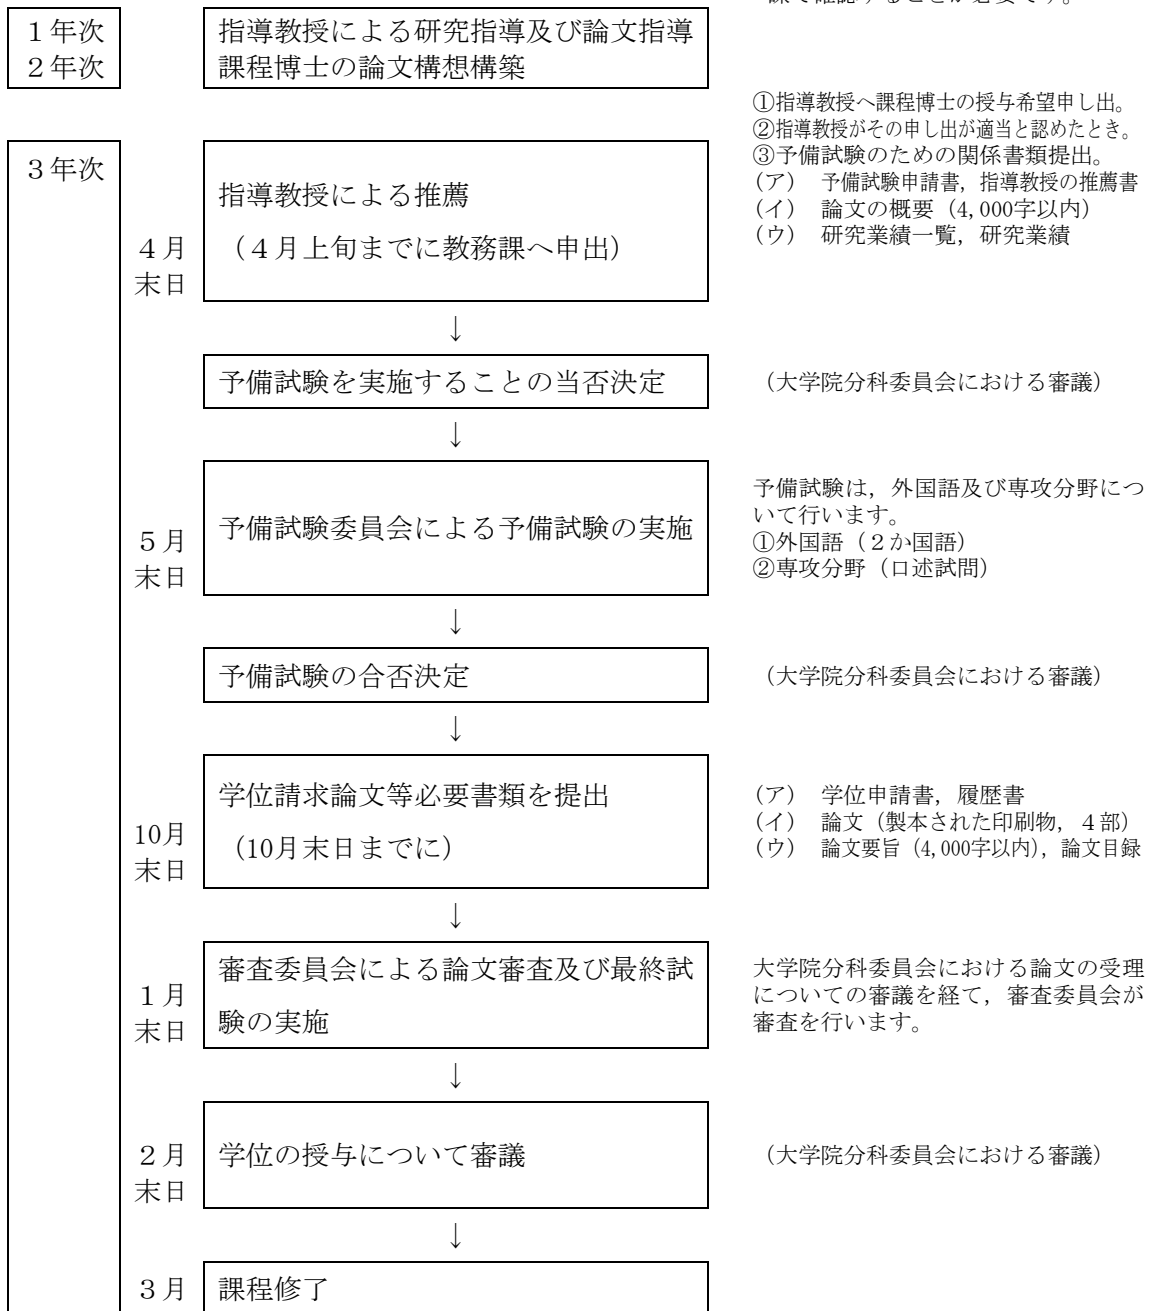 課で確認することが必要です。
１年次
２年次
指導教授による研究指導及び論文指導
課程博士の論文構想構築
３年次
４月
末日
指導教授による推薦
（４月上旬までに教務課へ申出）
①指導教授へ課程博士の授与希望申し出。
②指導教授がその申し出が適当と認めたとき。
③予備試験のための関係書類提出。
（ア）　予備試験申請書，指導教授の推薦書
（イ）　論文の概要（4,000字以内）
（ウ）　研究業績一覧，研究業績
↓
予備試験を実施することの当否決定
（大学院分科委員会における審議）
↓
５月
末日
予備試験委員会による予備試験の実施
予備試験は，外国語及び専攻分野につ
いて行います。
①外国語（２か国語）
②専攻分野（口述試問）
↓
予備試験の合否決定
（大学院分科委員会における審議）
↓
10月
末日
学位請求論文等必要書類を提出
（10月末日までに）
（ア）　学位申請書，履歴書
（イ）　論文（製本された印刷物，４部）
（ウ）　論文要旨（4,000字以内），論文目録
↓
１月
末日
審査委員会による論文審査及び最終試
験の実施
大学院分科委員会における論文の受理
についての審議を経て，審査委員会が
審査を行います。
↓
２月
末日
学位の授与について審議
（大学院分科委員会における審議）
↓
３月
課程修了